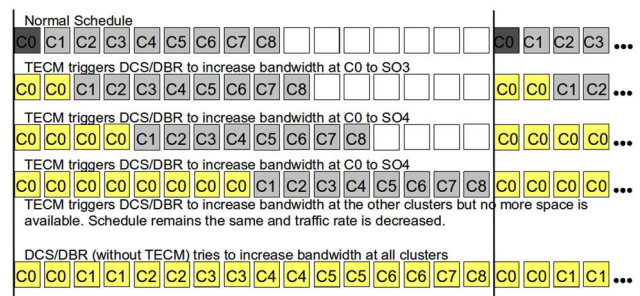 Normal Schedule
C0 C1 C2 C3 C4 C5 C6 C7 C8 C0 C1 C2 C3 ...
TECM triggers DCS/DBR to increase bandwidth at C0 to SO3
C0 C0 C1 C2 C3 C4 C5 C6 C7 C8 C0 C0 C1 C2 ...
TECM triggers DCS/DBR to increase bandwidth at C0 to SO4
C0 C0 C0 C0 C1 C2 C3 C4 C5 C6 C7 C8 C0 C0 C0 C0 ...
TECM triggers DCS/DBR to increase bandwidth at C0 to SO4
C0 C0 C0 C0 C0 C0 C0 C0 C1 C2 C3 C4 C5 C6 C7 C8 C0 C0 C0 C0 ...
TECM triggers DCS/DBR to increase bandwidth at the other clusters but no more space is
available. Schedule remains the same and traffic rate is decreased.
DCS/DBR (without TECM) tries to increase bandwidth at all clusters
C0 C0 C1 C1 C2 C2 C3 C3 C4 C4 C5 C5 C6 C6 C7 C8 C0 C0 C1 C1 ...